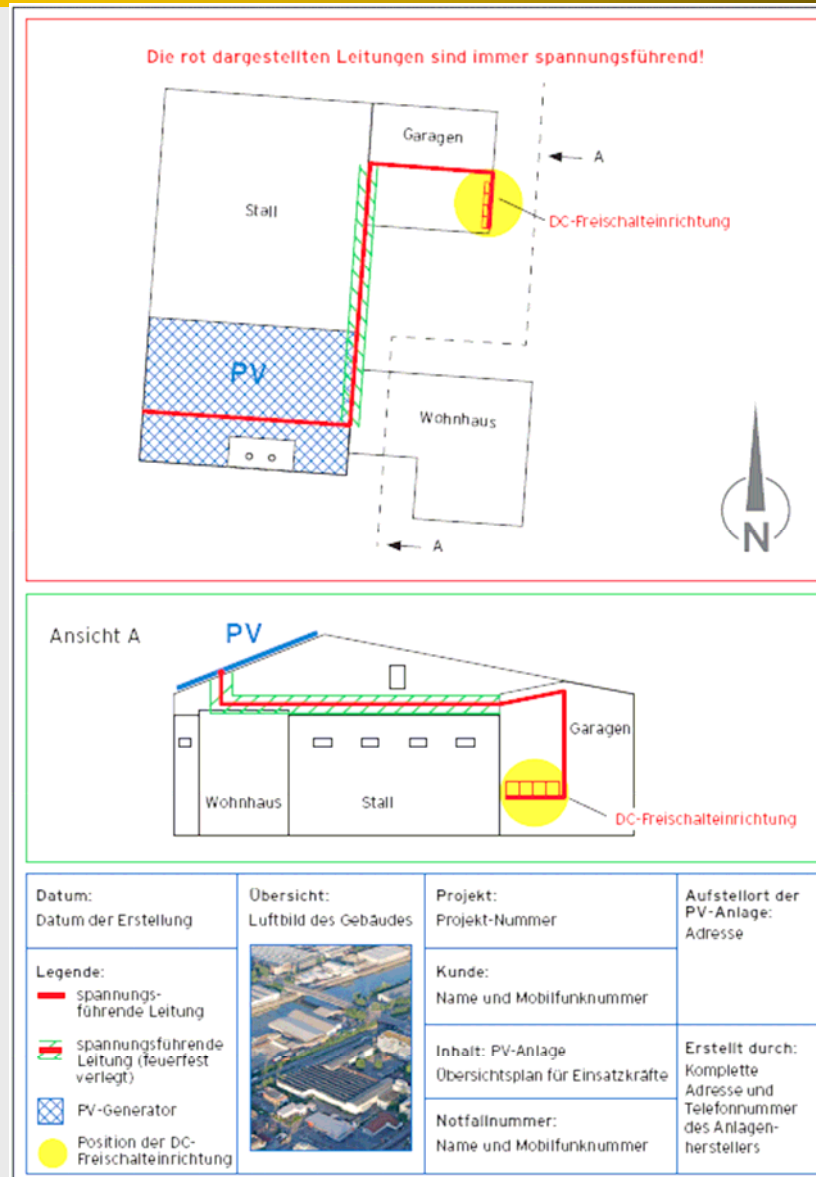 Die rot dargestellten Leitungen sind immer spannungsführend!
Garagen
A
Stall
DC-Freischalteinrichtung
PV
Wohnhaus
A
N
Ansicht A
PV
Garagen
Wohnhaus
Stall
DC-Freischalteinrichtung
Datum:
Datum der Erstellung
Übersicht:
Luftbild des Gebäudes
Projekt:
Projekt-Nummer
Aufstellort der
PV-Anlage:
Adresse
Legende:
spannungs-
führende Leitung
spannungsführende
Leitung (feuerfest
verlegt)
PV-Generator
Position der DC-
Freischalteinrichtung
Kunde:
Name und Mobilfunknummer
Inhalt: PV-Anlage
Übersichtsplan für Einsatzkräfte
Notfallnummer:
Name und Mobilfunknummer
Erstellt durch:
Komplette
Adresse und
Telefonnummer
des Anlagen-
herstellers